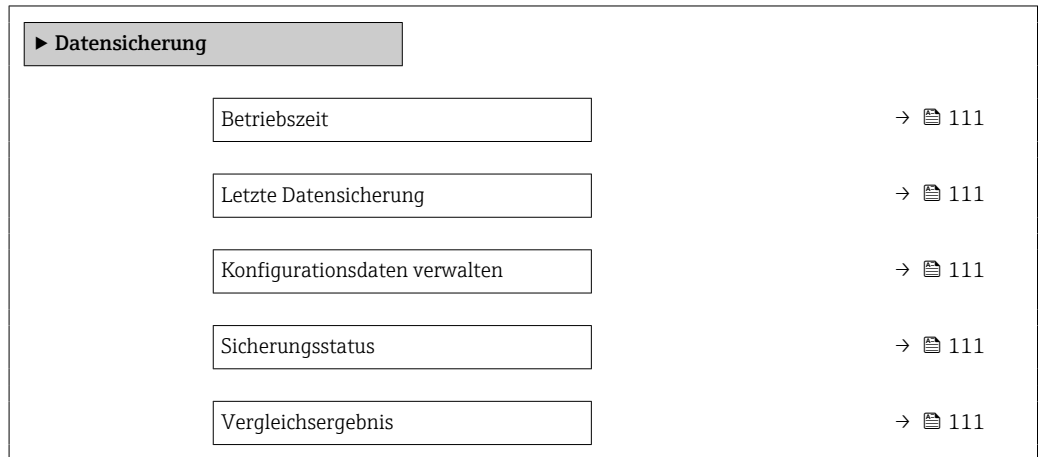 ▶ Datensicherung
Betriebszeit → 🖹 111
Letzte Datensicherung → 🖹 111
Konfigurationsdaten verwalten → 🖹 111
Sicherungsstatus → 🖹 111
Vergleichsergebnis → 🖹 111